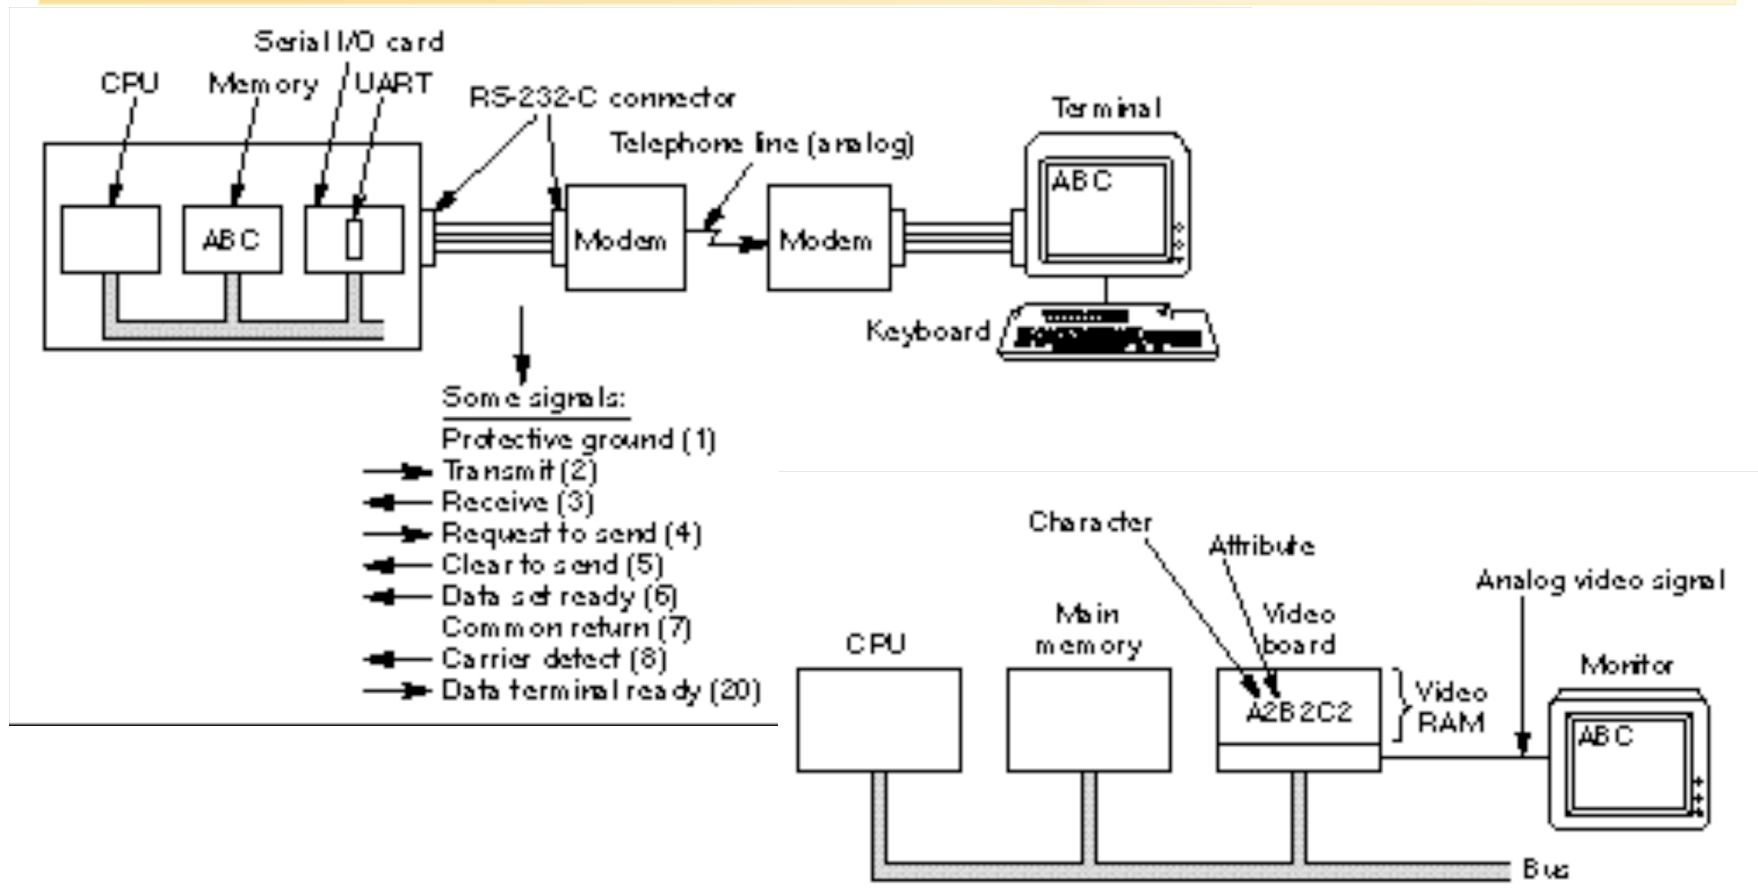 Serial I/O card
CPU
Memory
UART
RS-232-C connector
Telephone line (analog)
Terminal
ABC
Modem
Modem
ABC
Keyboard
Some signals:
Protective ground (1)
Transmit (2)
Receive (3)
Request to send (4)
Clear to send (5)
Data set ready (6)
Common return (7)
Carrier detect (8)
Data terminal ready (20)
Character
Attribute
Analog video signal
CPU
Main
memory
Video
board
Monitor
A2B2C2
Video
RAM
ABC
Bus